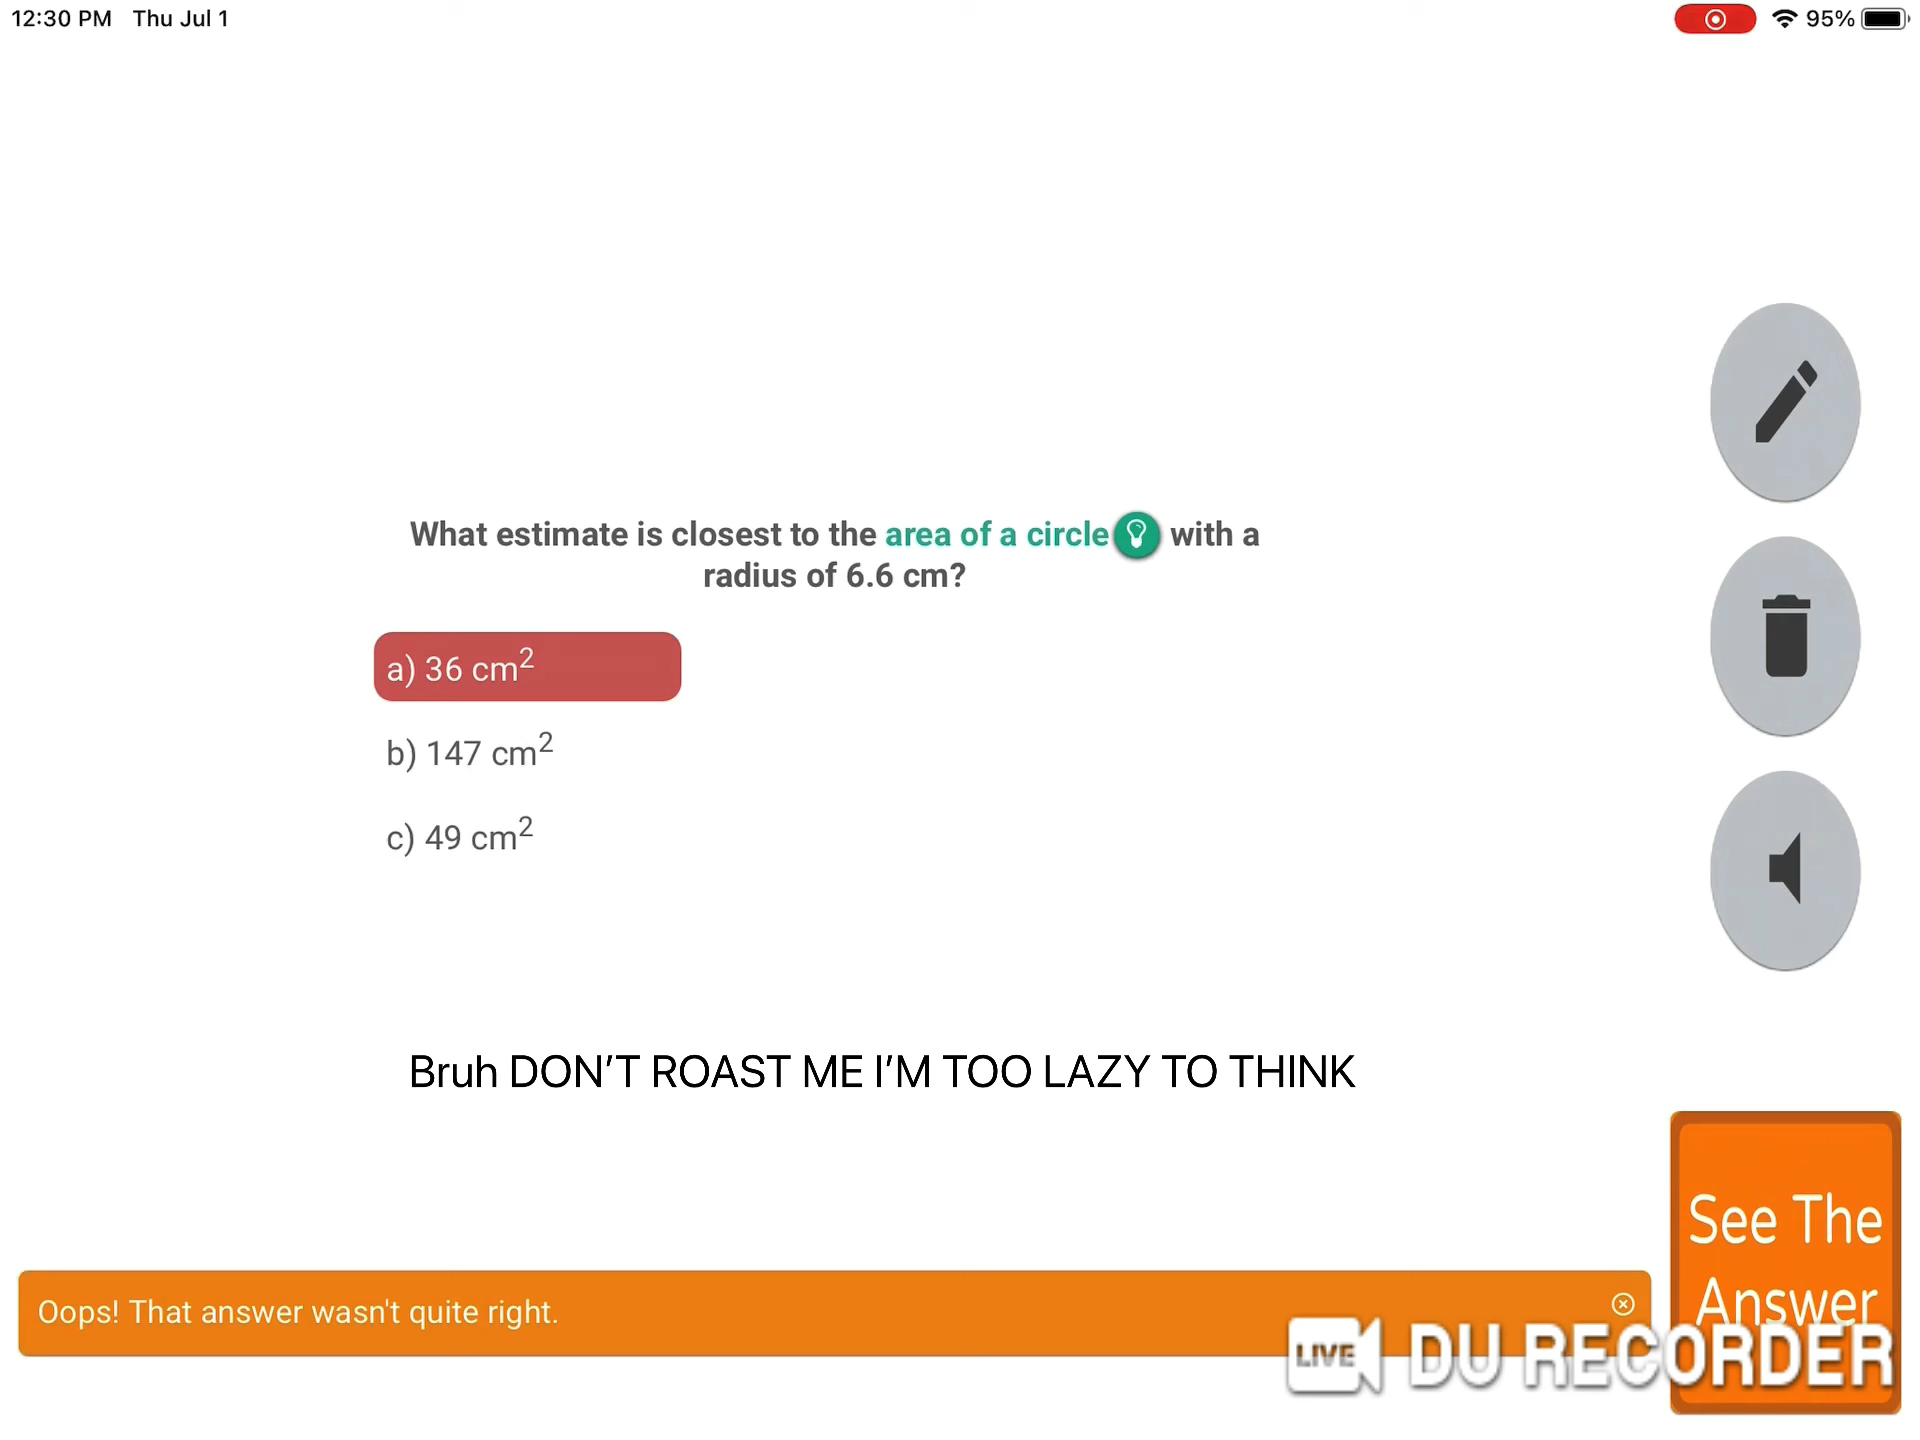 12:30 PM Thu Jul 1 95%
What estimate is closest to the area of a circle with a
radius of 6.6 cm?
a) 36 cm²
b) 147 cm²
c) 49 cm²
Bruh DON'T ROAST ME I'M TOO LAZY TO THINK
See The
Answer
Oops! That answer wasn't quite right.
LIVE DU RECORDER